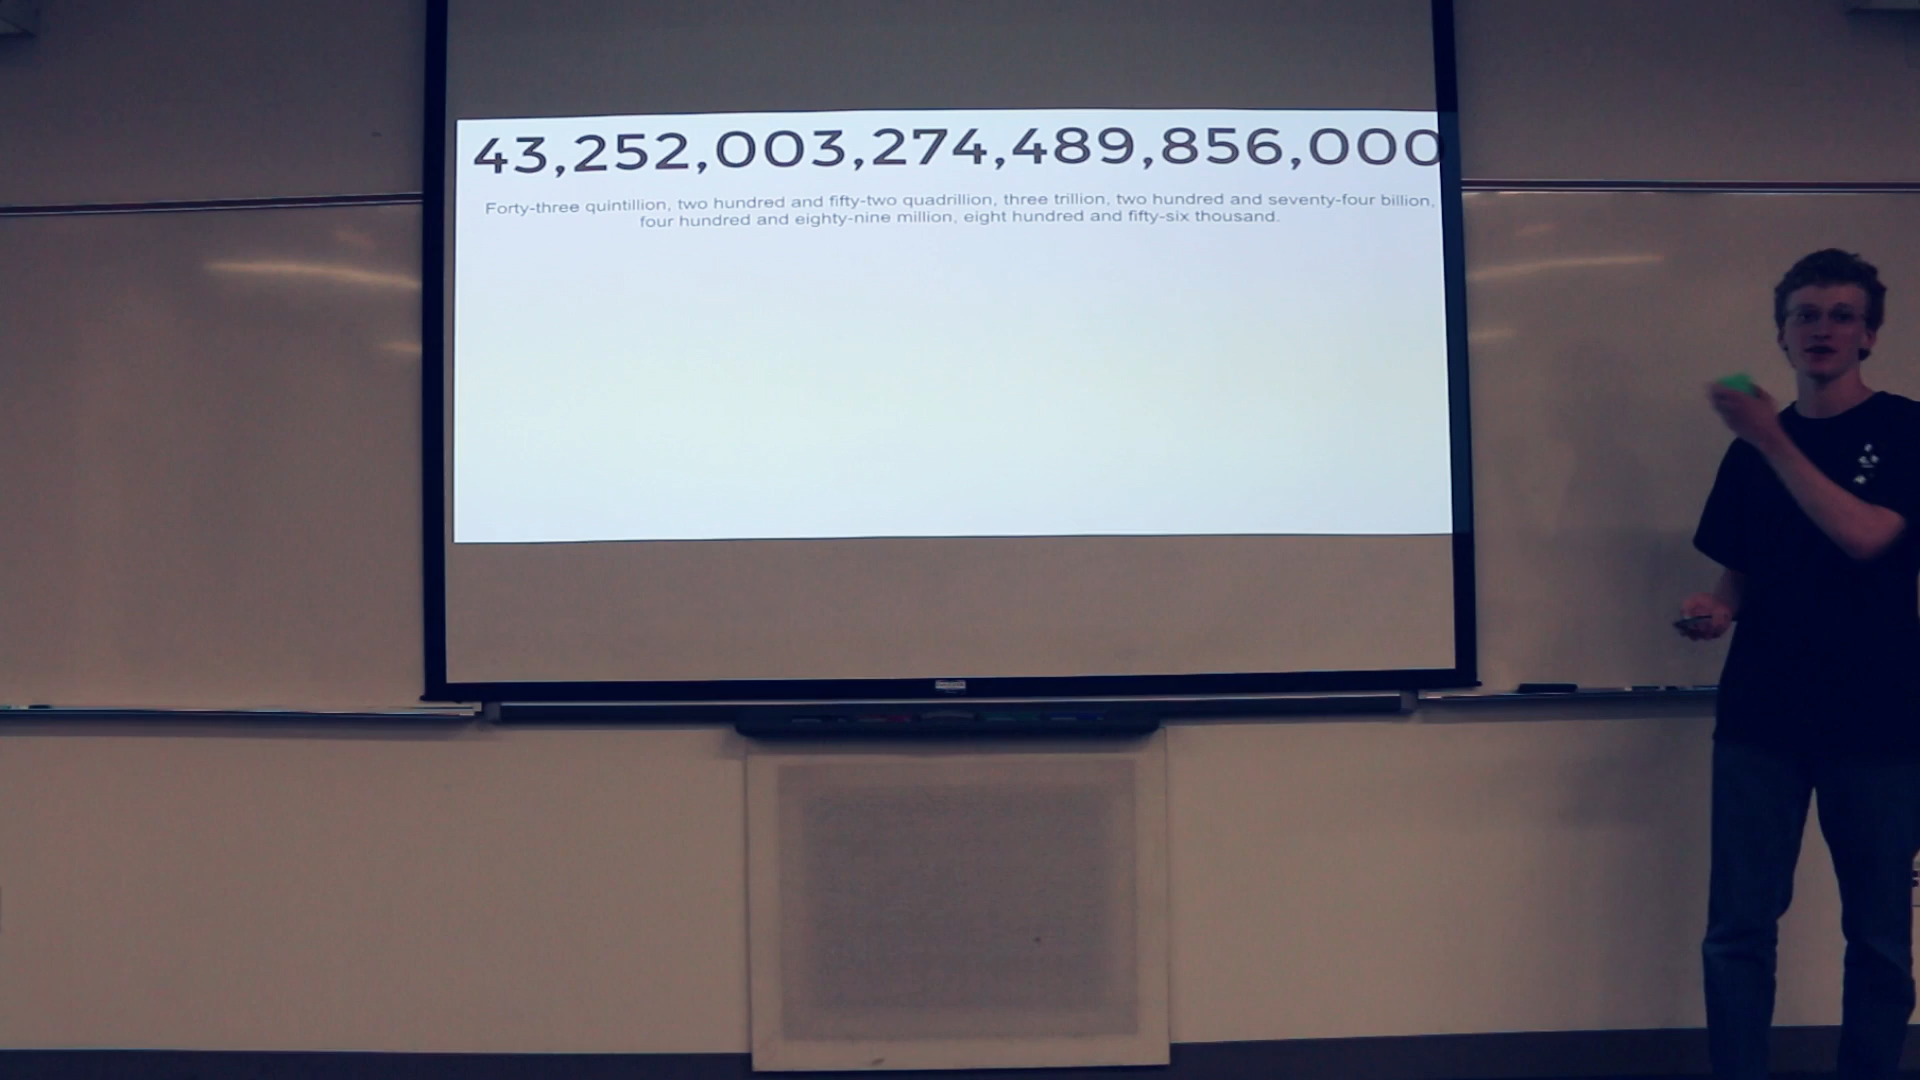 43,252,003,274,489,856,000
Forty-three quintillion, two hundred and fifty-two quadrillion, three trillion, two hundred and seventy-four billion,
four hundred and eighty-nine million, eight hundred and fifty-six thousand.